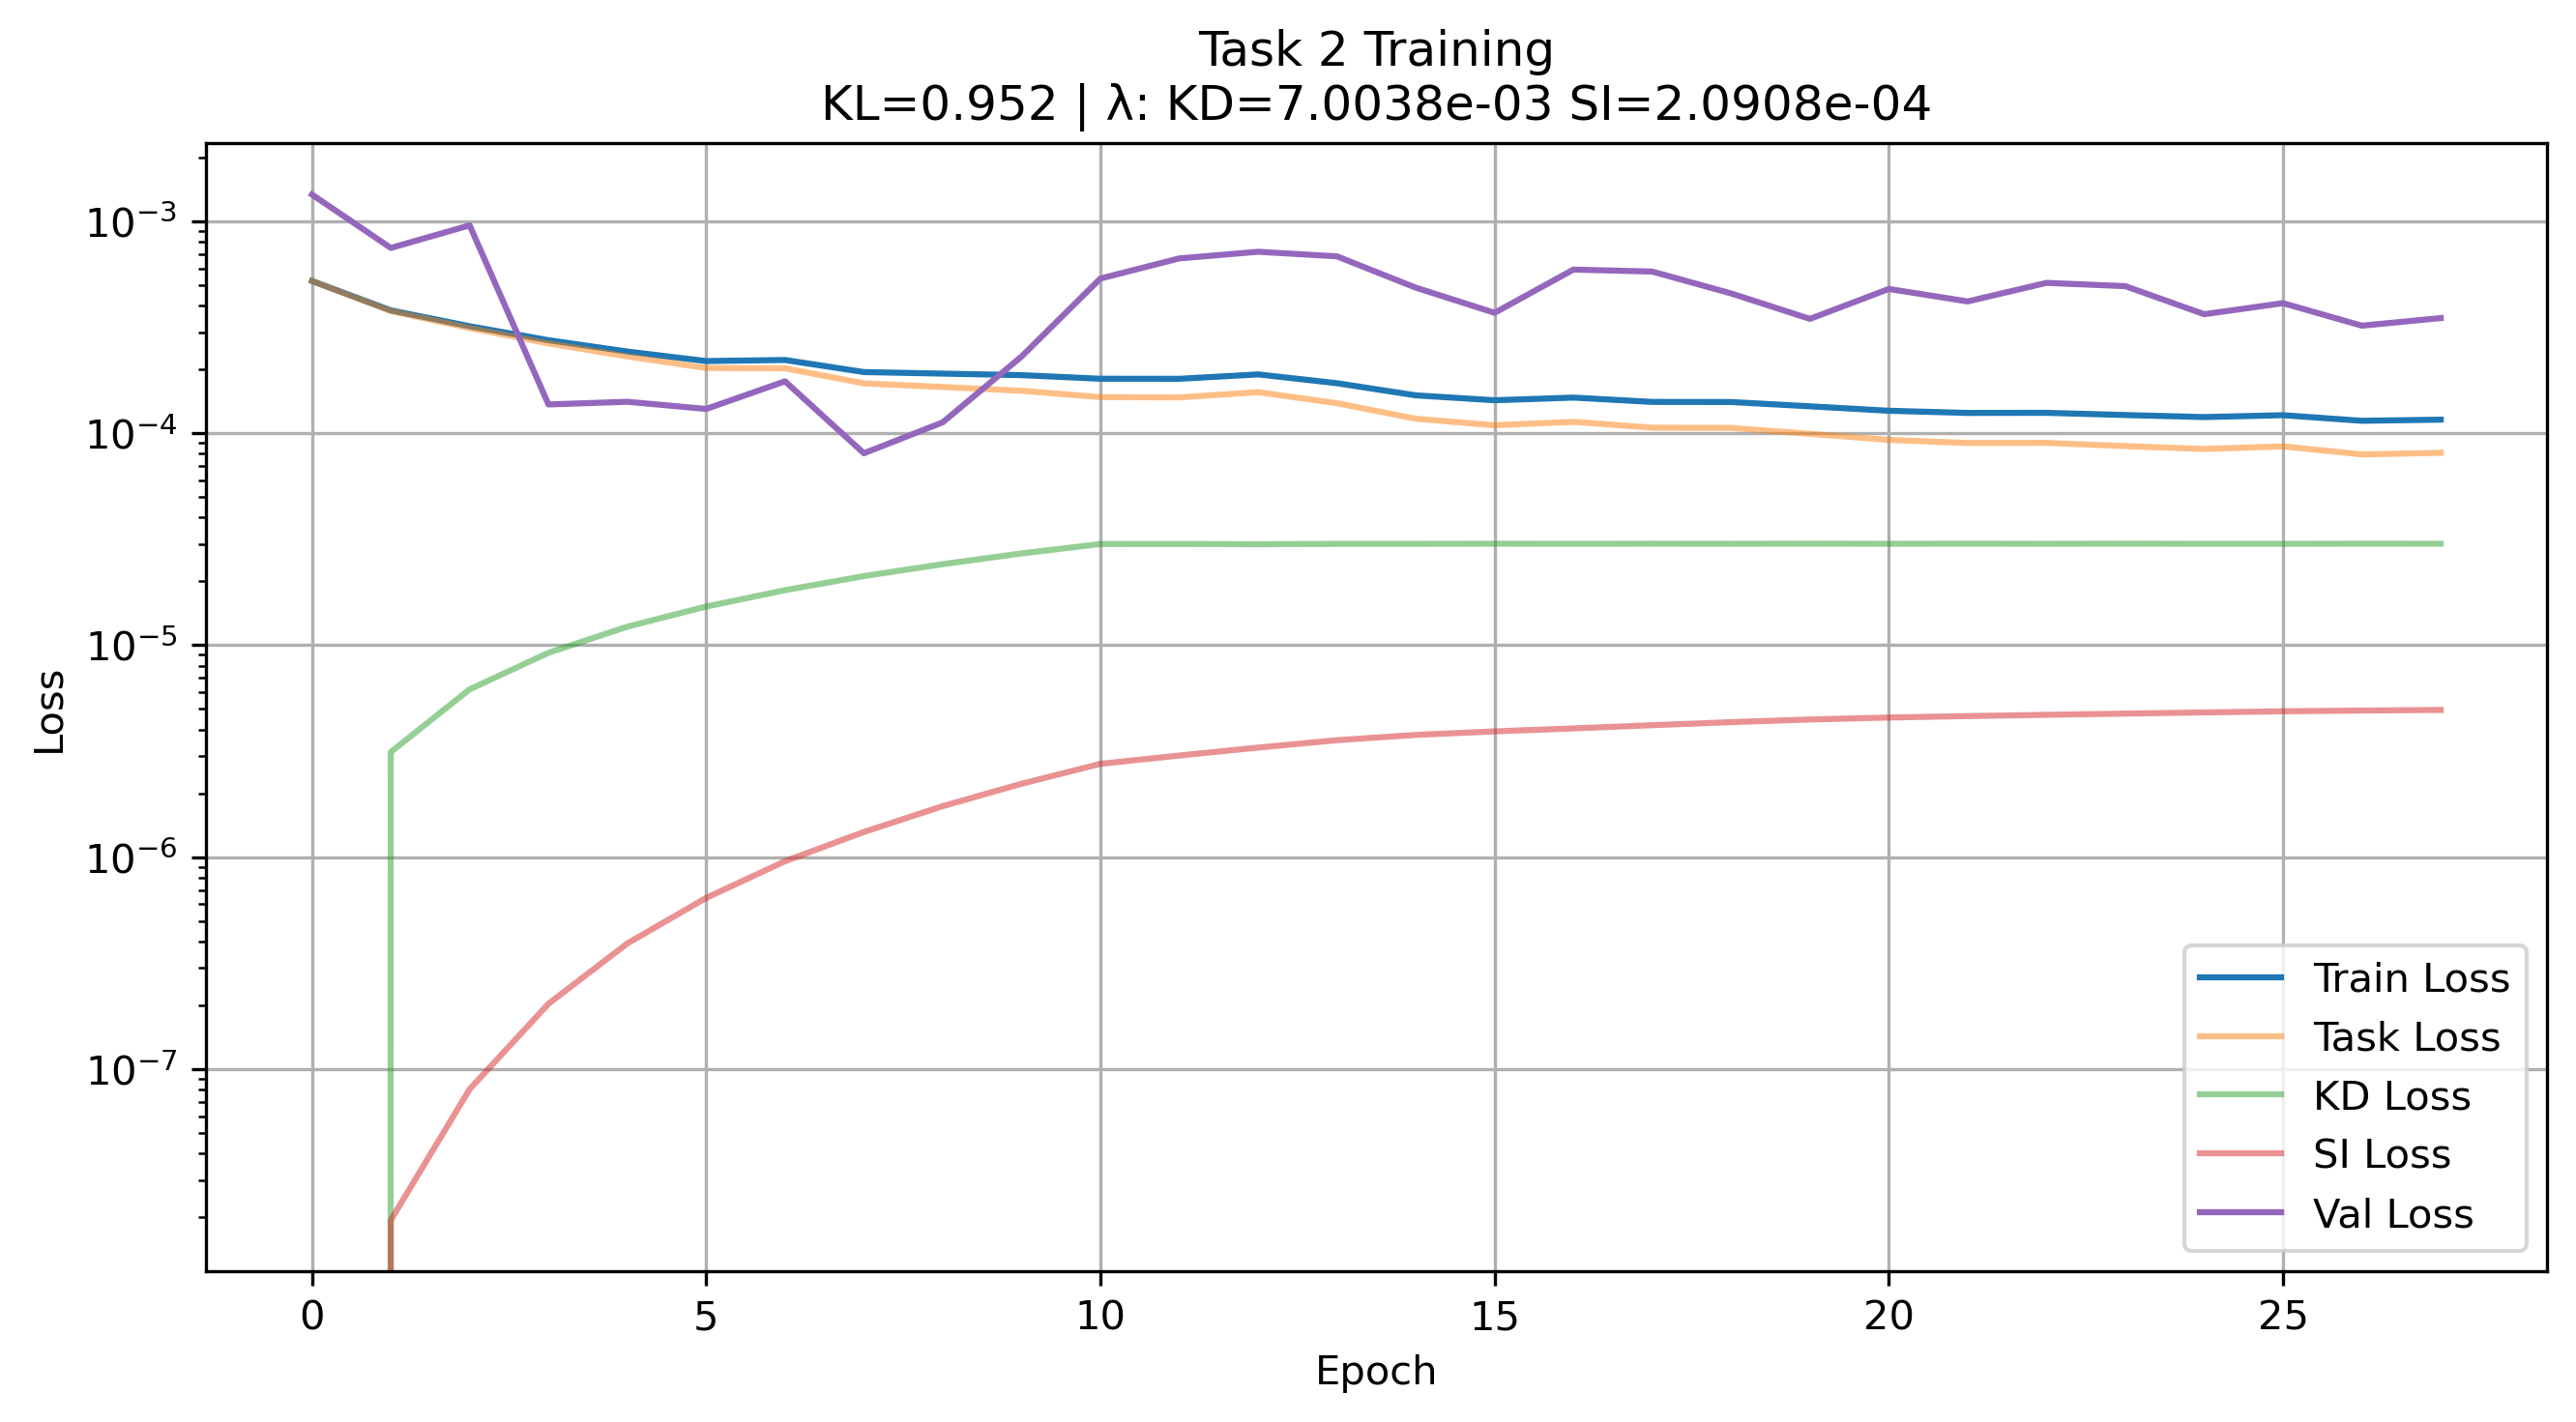 Task 2 Training
KL=0.952 | λ: KD=7.0038e-03 SI=2.0908e-04
Loss
10⁻³
10⁻⁴
10⁻⁵
10⁻⁶
10⁻⁷
Train Loss
Task Loss
KD Loss
SI Loss
Val Loss
0 5 10 15 20 25
Epoch